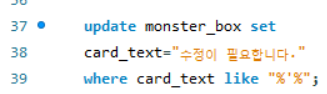 37 update monster_box set
38 card_text="수정이 필요합니다."
39 where card_text like "%'%";